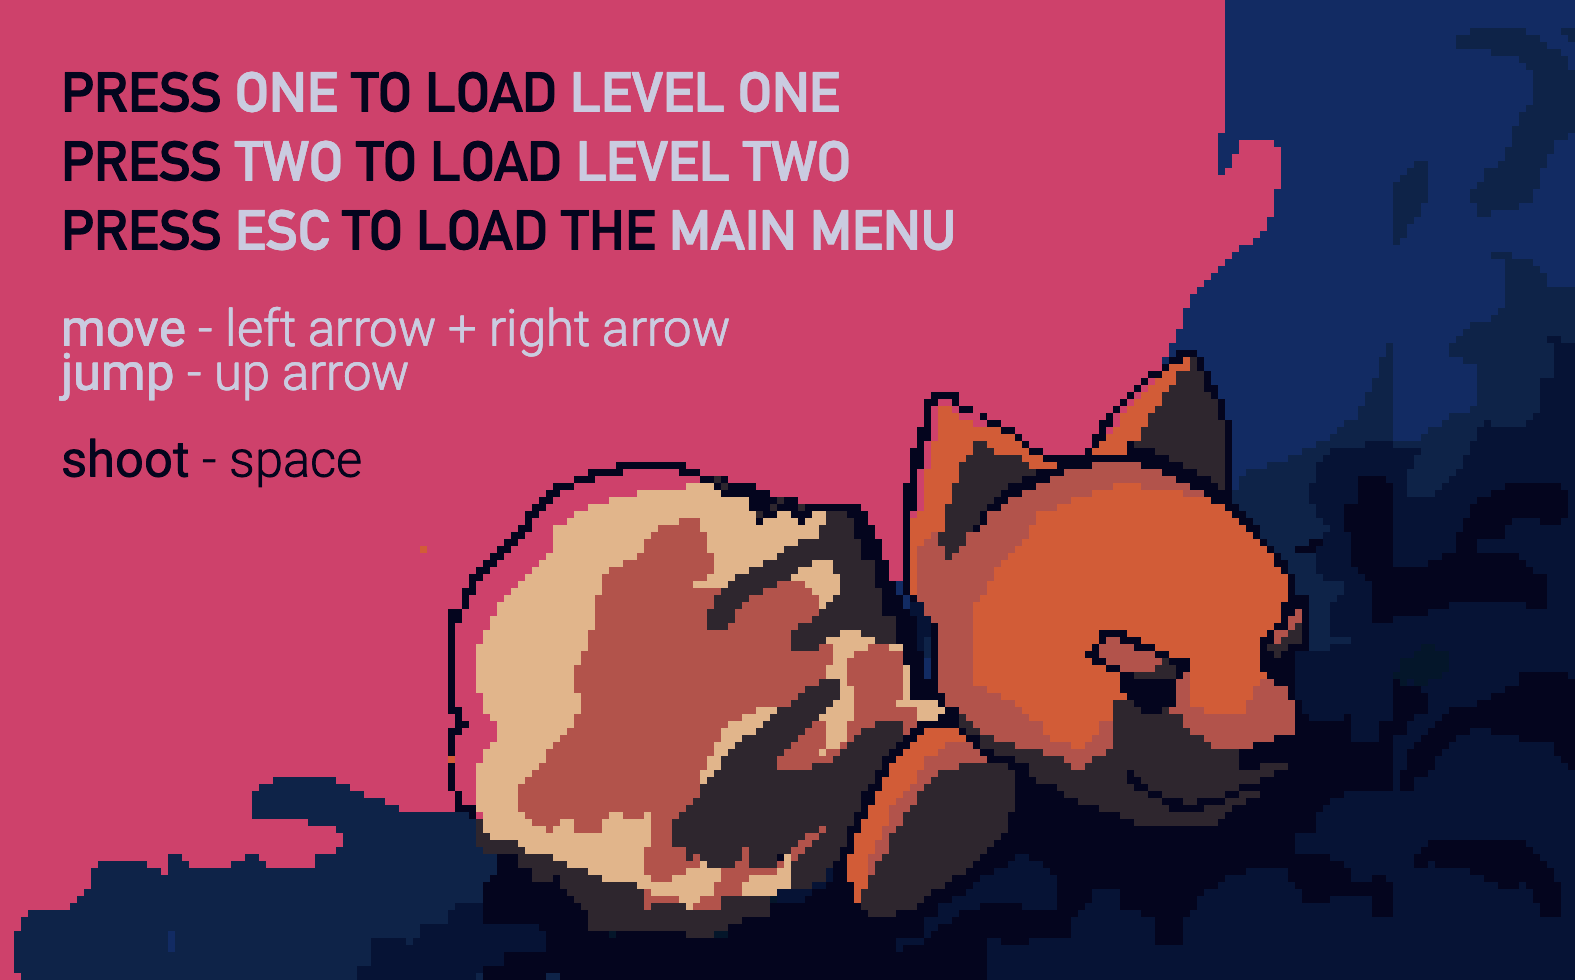 PRESS ONE TO LOAD LEVEL ONE
PRESS TWO TO LOAD LEVEL TWO
PRESS ESC TO LOAD THE MAIN MENU
move - left arrow + right arrow
jump - up arrow
shoot - space